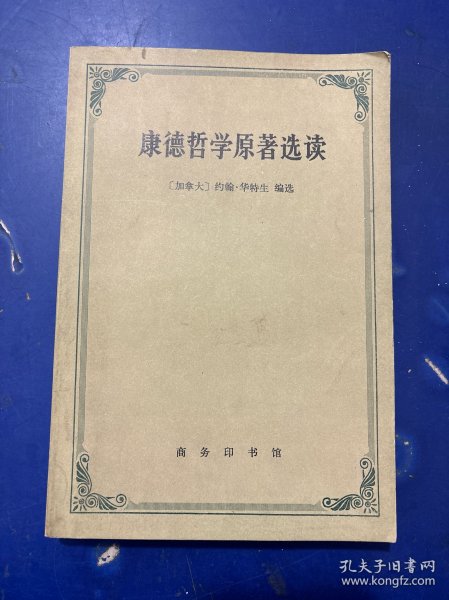 康德哲学原著选读
〔加拿大〕约翰·华特生 编选
商务印书馆
孔夫子旧书网
www.kongfz.com